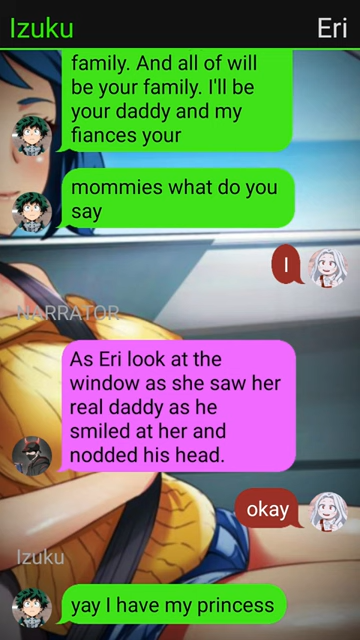 Izuku Eri
family. And all of will
be your family. I'll be
your daddy and my
fiances your
mommies what do you
say
I
NARRATOR
As Eri look at the
window as she saw her
real daddy as he
smiled at her and
nodded his head.
okay
Izuku
yay I have my princess